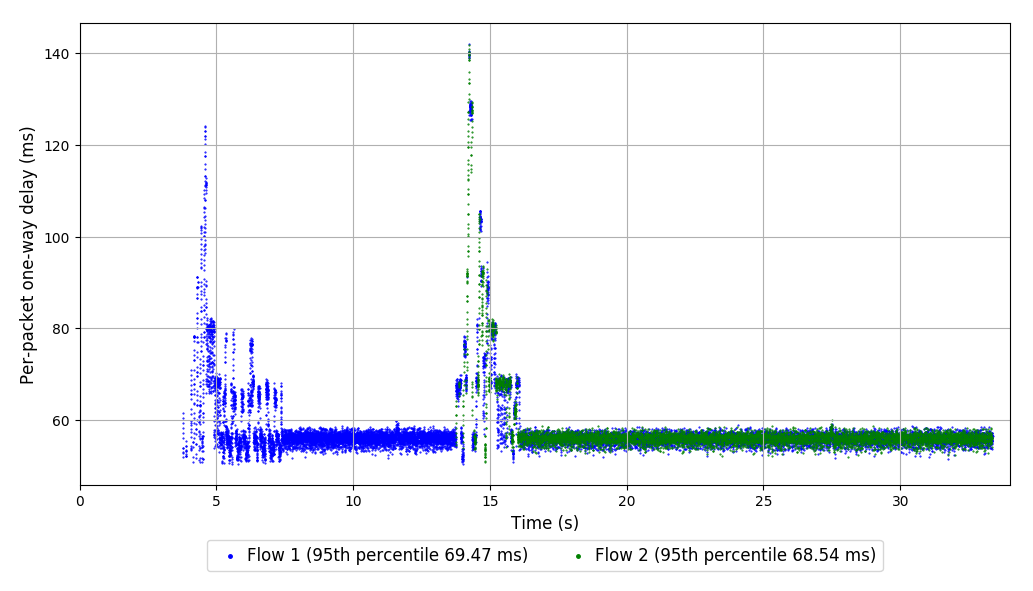 Per-packet one-way delay (ms)
140
120
100
80
60
0 5 10 15 20 25 30
Time (s)
Flow 1 (95th percentile 69.47 ms) Flow 2 (95th percentile 68.54 ms)